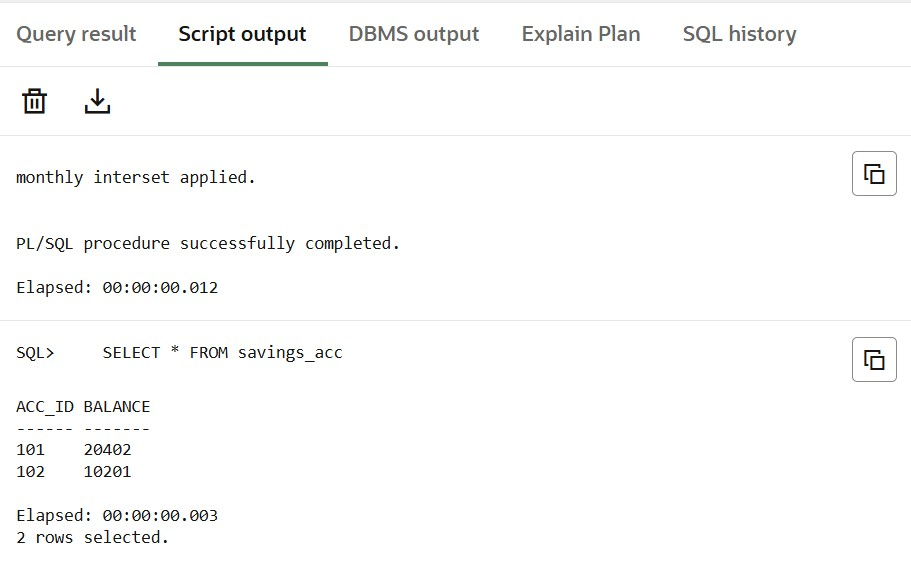 Query result Script output DBMS output Explain Plan SQL history
monthly interset applied.
PL/SQL procedure successfully completed.
Elapsed: 00:00:00.012
SQL>     SELECT * FROM savings_acc
ACC_ID BALANCE
------ -------
101    20402
102    10201
Elapsed: 00:00:00.003
2 rows selected.